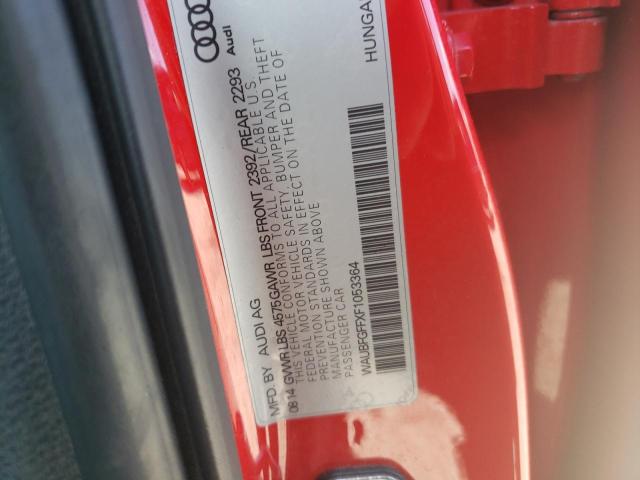 Audi
MFD. BY AUDI AG HUNGA
08 14 GVWR LBS 4575 GAWR LBS FRONT 2392/REAR 2293
THIS VEHICLE CONFORMS TO ALL APPLICABLE U.S.
FEDERAL MOTOR VEHICLE SAFETY, BUMPER AND THEFT
PREVENTION STANDARDS IN EFFECT ON THE DATE OF
MANUFACTURE SHOWN ABOVE
PASSENGER CAR
WAUBFGFFXF1053364